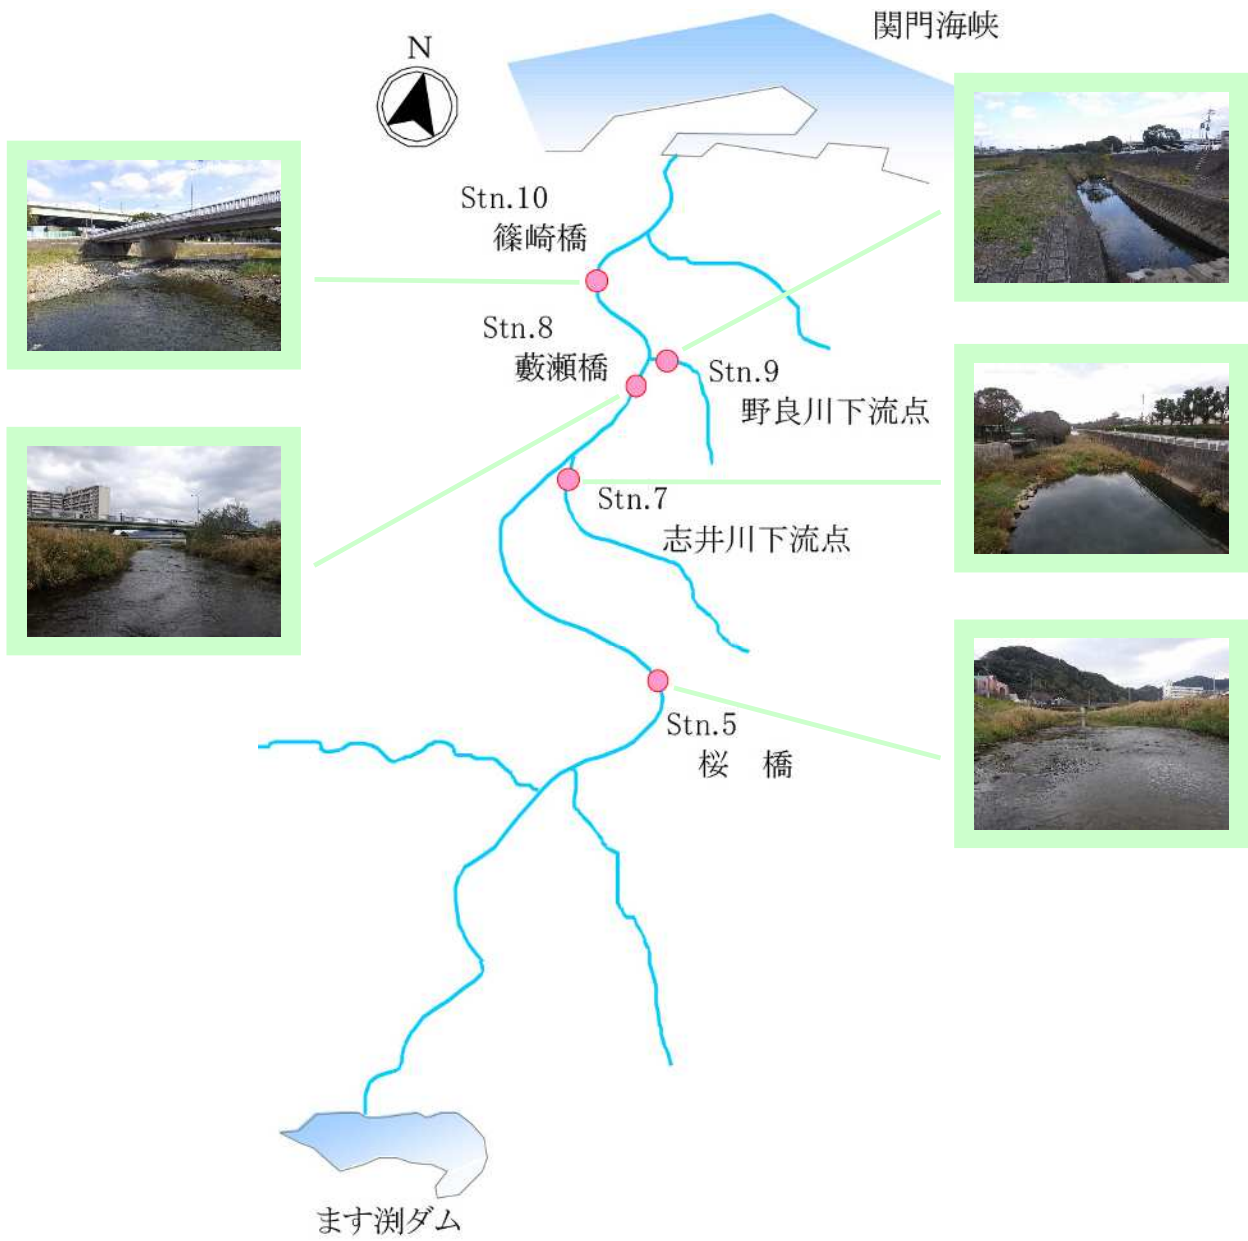 関門海峡
N
Stn.10
篠崎橋
Stn.8
藪瀬橋
Stn.9
野良川下流点
Stn.7
志井川下流点
Stn.5
桜 橋
ます渕ダム